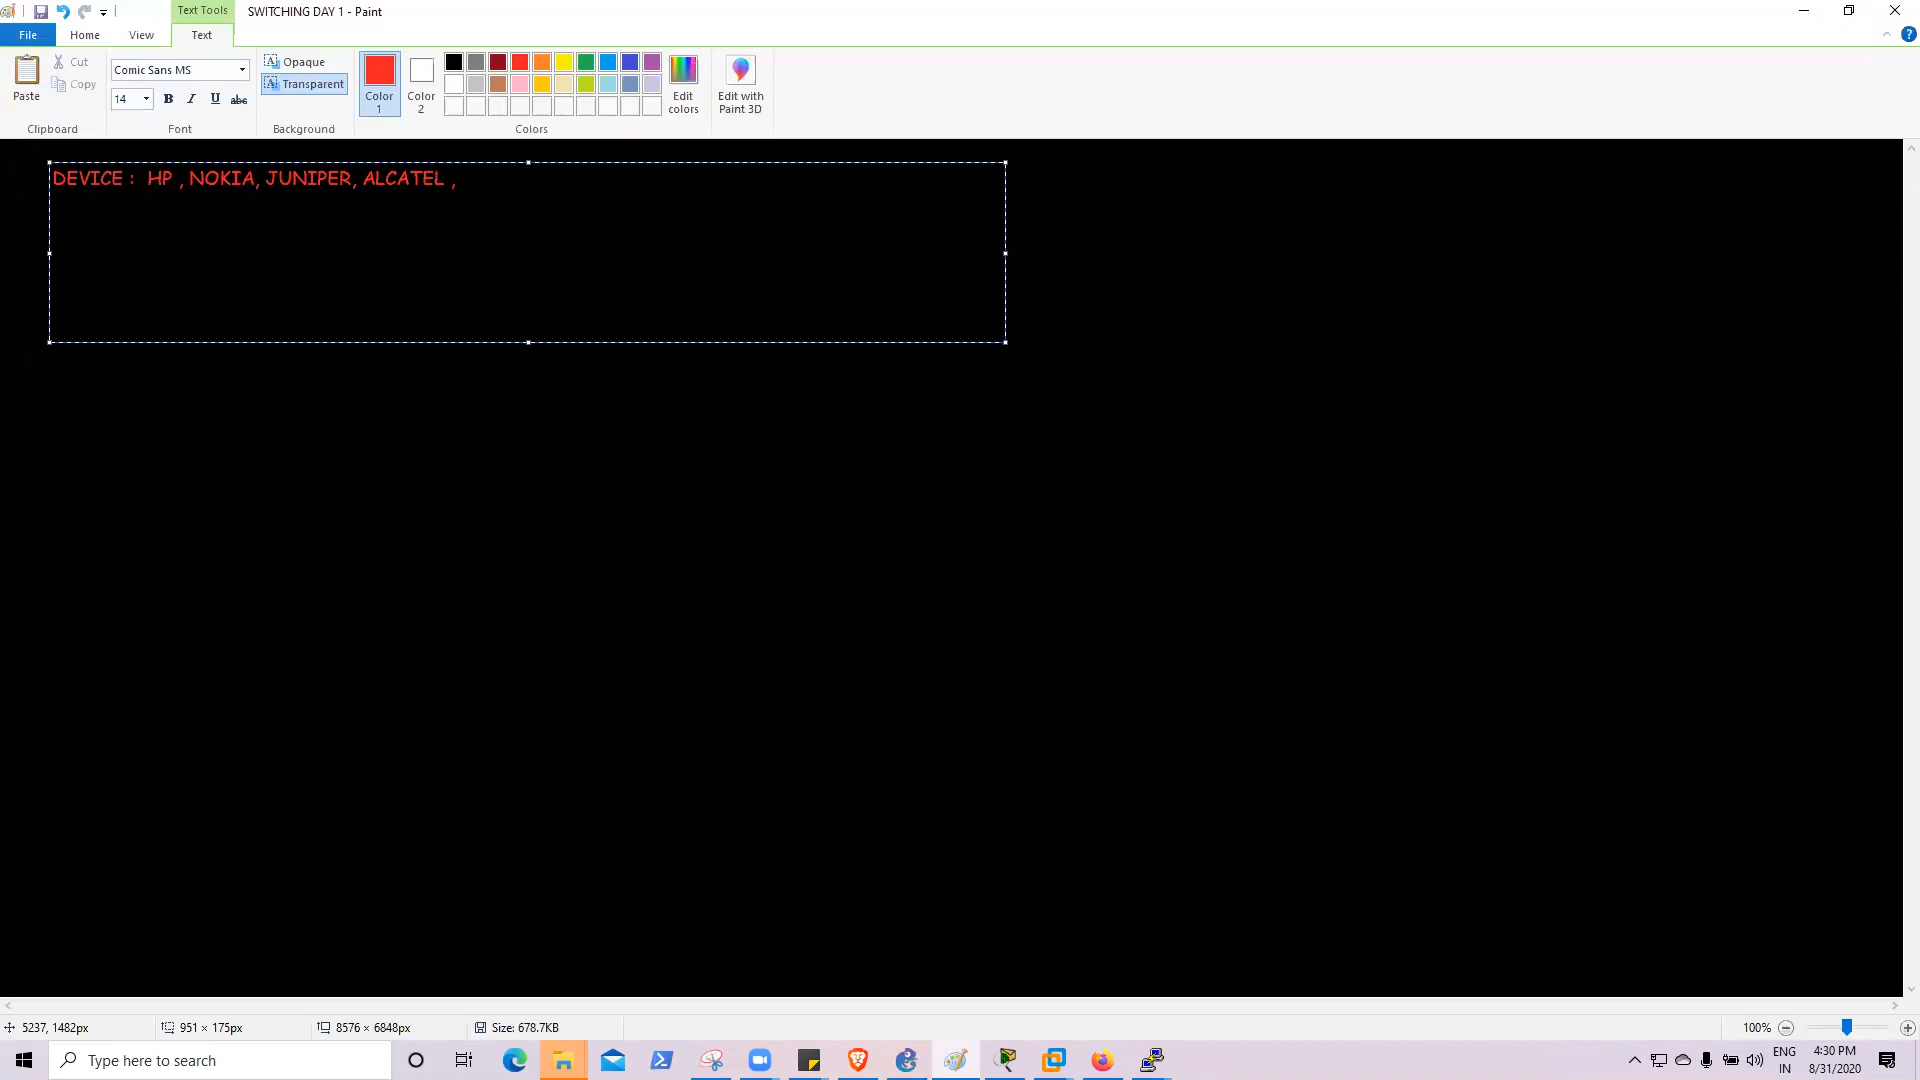 Text Tools
SWITCHING DAY 1 - Paint
File
Home
View
Text
Paste
Cut
Copy
Clipboard
Comic Sans MS
14
B
I
U
abc
Font
Opaque
Transparent
Background
Color
1
Color
2
Edit
colors
Colors
Edit with
Paint 3D
DEVICE : HP , NOKIA, JUNIPER, ALCATEL ,
5237, 1482px
951 × 175px
8576 × 6848px
Size: 678.7KB
100%
Type here to search
ENG
IN
4:30 PM
8/31/2020